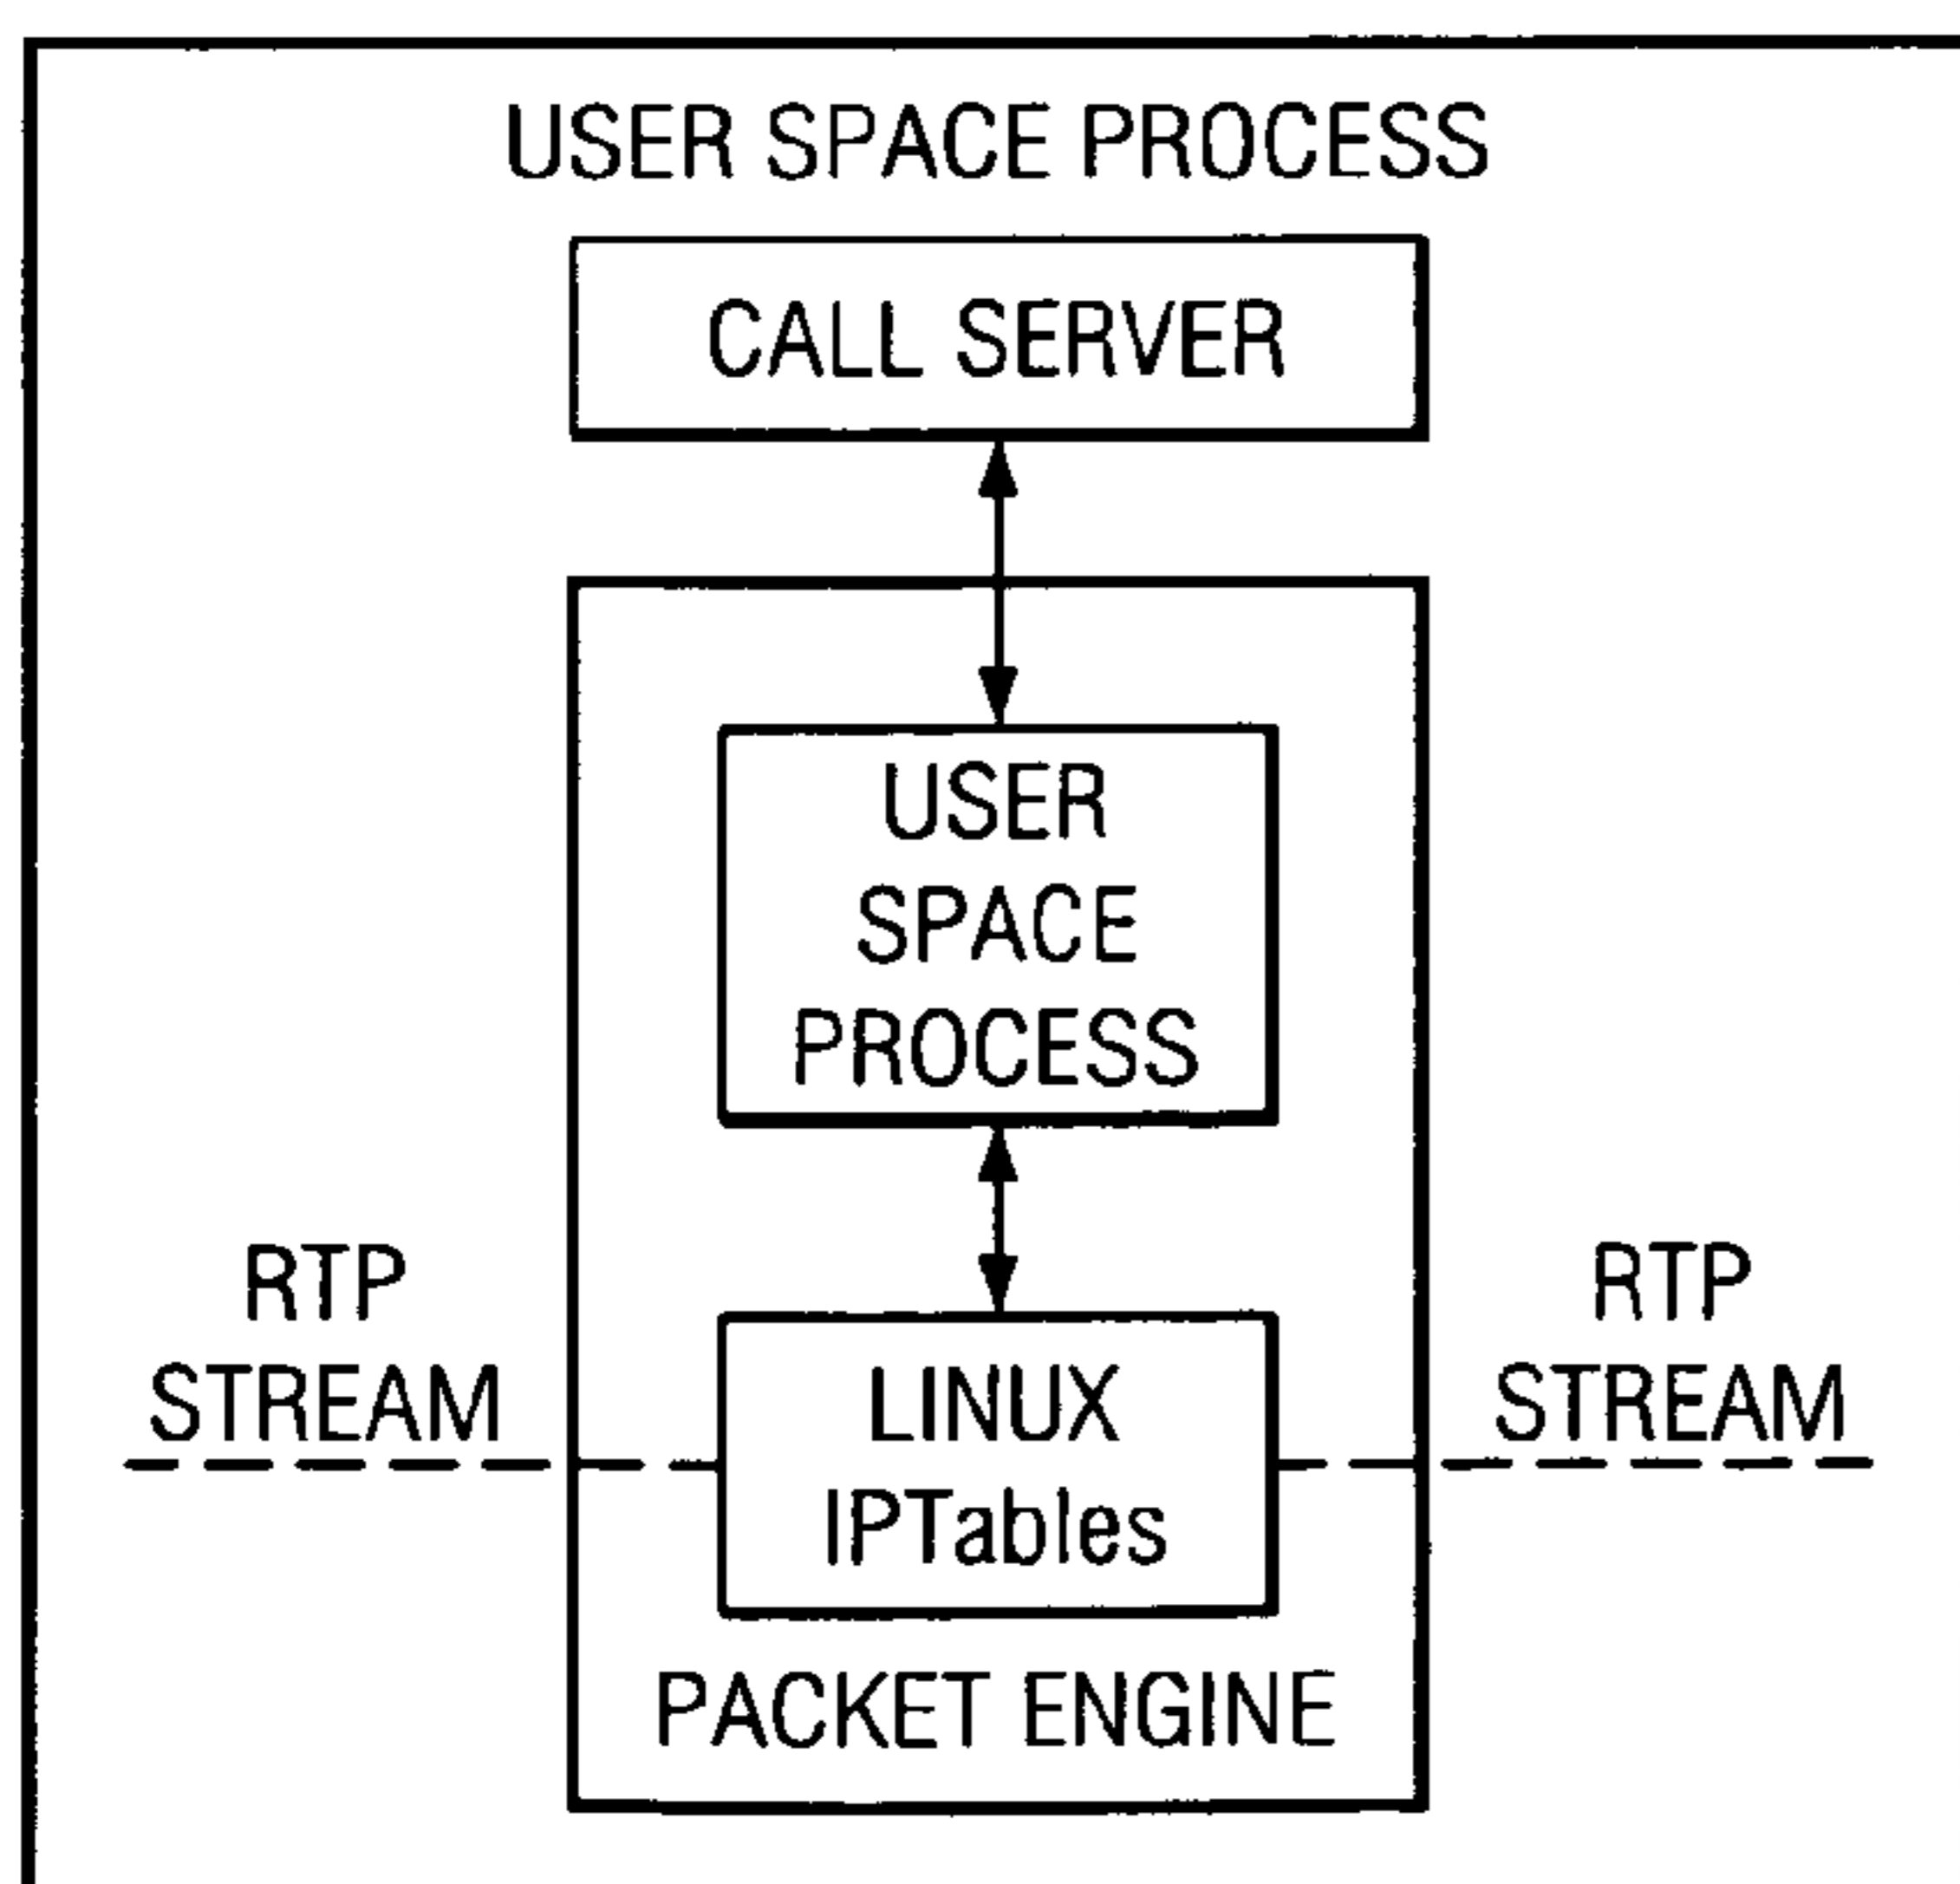 USER SPACE PROCESS
CALL SERVER
USER
SPACE
PROCESS
RTP
STREAM
LINUX
IPTables
RTP
STREAM
PACKET ENGINE